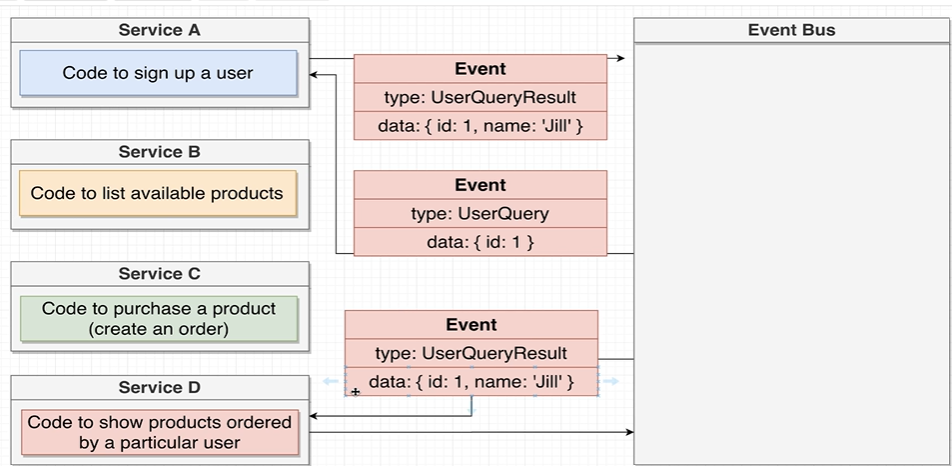 Service A
Code to sign up a user
Service B
Code to list available products
Service C
Code to purchase a product
(create an order)
Service D
Code to show products ordered
by a particular user
Event
type: UserQueryResult
data: { id: 1, name: 'Jill' }
Event
type: UserQuery
data: { id: 1 }
Event
type: UserQueryResult
data: { id: 1, name: 'Jill' }
Event Bus